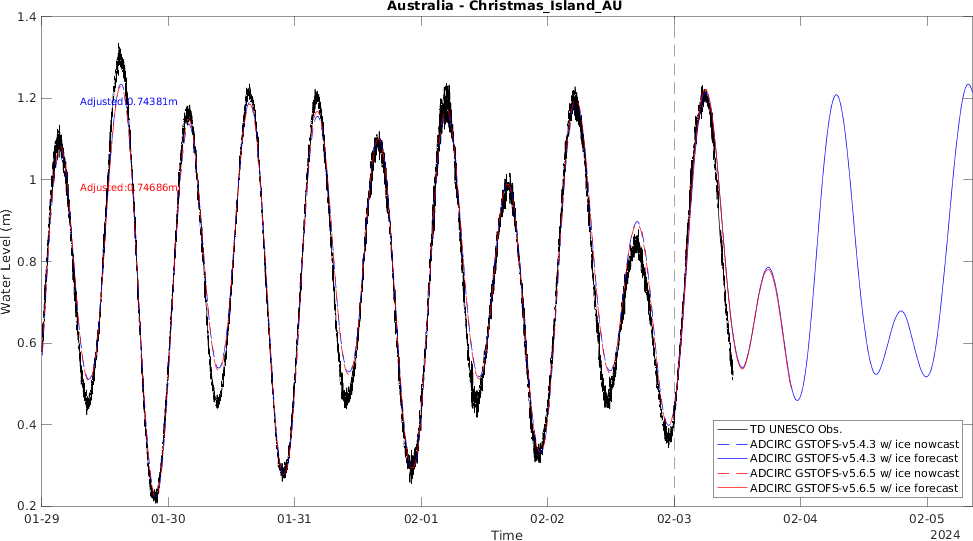 Australia - Christmas_Island_AU
1.4
1.2
1
0.8
0.6
0.4
0.2
Water Level (m)
Adjusted:0.74381m
Adjusted:0.74686m
TD UNESCO Obs.
ADCIRC GSTOFS-v5.4.3 w/ ice nowcast
ADCIRC GSTOFS-v5.4.3 w/ ice forecast
ADCIRC GSTOFS-v5.6.5 w/ ice nowcast
ADCIRC GSTOFS-v5.6.5 w/ ice forecast
01-29 01-30 01-31 02-01 02-02 02-03 02-04 02-05
Time
2024